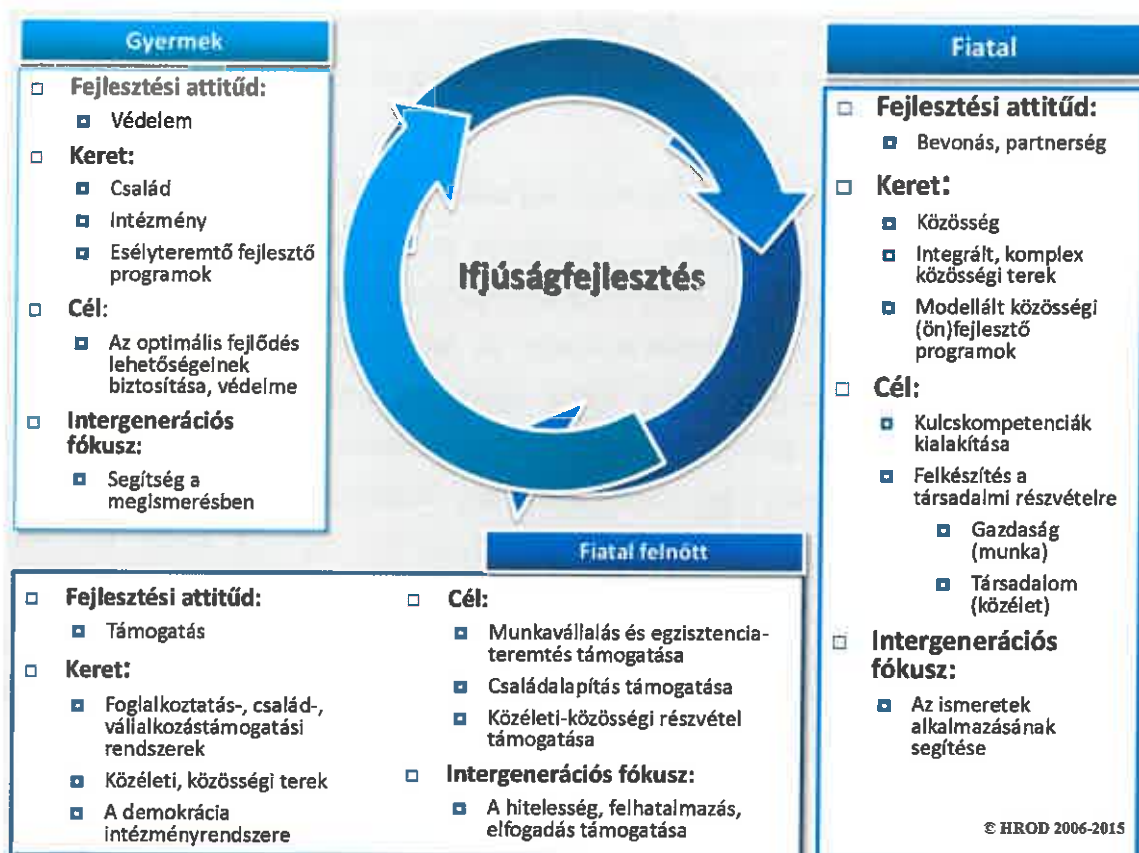 Gyermek
Fejlesztési attitűd:
Védelem
Keret:
Család
Intézmény
Esélyteremtő fejlesztő
programok
Cél:
Az optimális fejlődés
lehetőségeinek
biztosítása, védelme
Intergenerációs
fókusz:
Segítség a
megismerésben
Ifjúságfejlesztés
Fiatal
Fejlesztési attitűd:
Bevonás, partnerség
Keret:
Közösség
Integrált, komplex
közösségi terek
Modellált közösségi
(ön)fejlesztő
programok
Cél:
Kulcskompetenciák
kialakítása
Felkészítés a
társadalmi részvételre
Gazdaság
(munka)
Társadalom
(közélet)
Intergenerációs
fókusz:
Az ismeretek
alkalmazásának
segítése
Fiatal felnőtt
Fejlesztési attitűd:
Támogatás
Keret:
Foglalkoztatás-, család-,
vállalkozástámogatási
rendszerek
Közéleti, közösségi terek
A demokrácia
intézményrendszere
Cél:
Munkavállalás és egzisztencia-
teremtés támogatása
Családalapítás támogatása
Közéleti-közösségi részvétel
támogatása
Intergenerációs fókusz:
A hitelesség, felhatalmazás,
elfogadás támogatása
© HROD 2006-2015